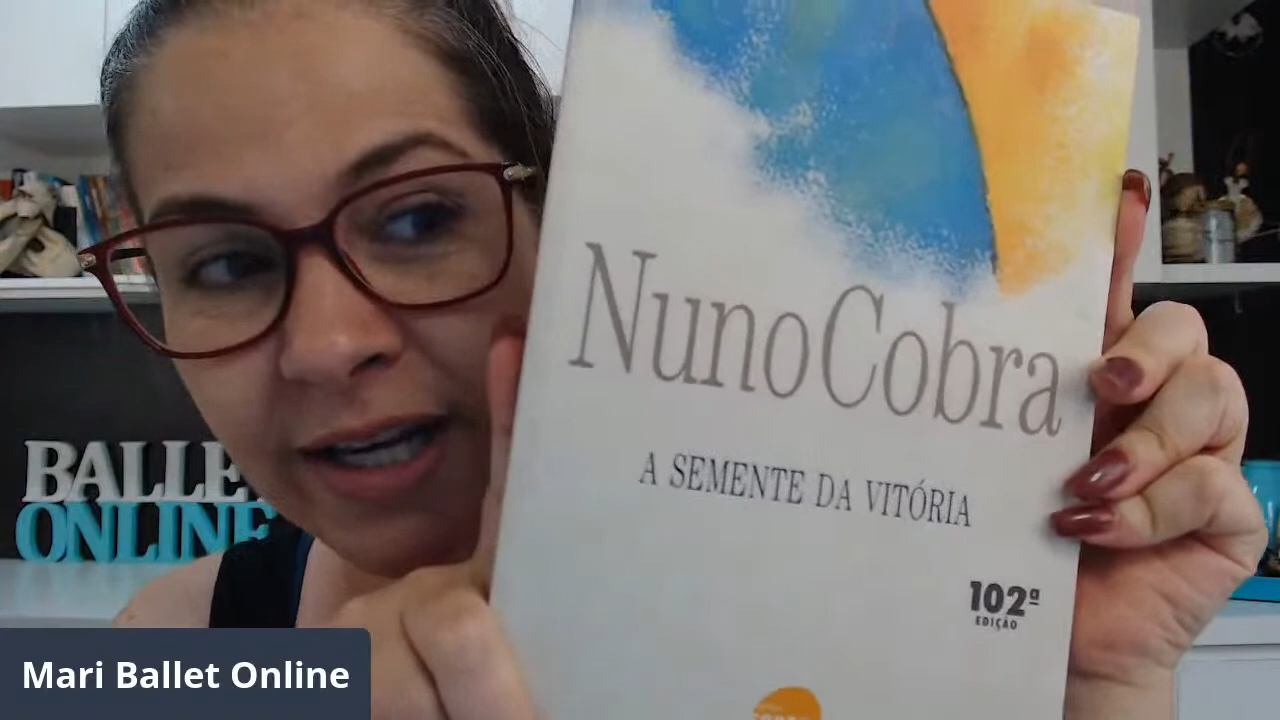 NunoCobra
A SEMENTE DA VITÓRIA
102ª
EDIÇÃO
BALLE
ONLINE
Mari Ballet Online